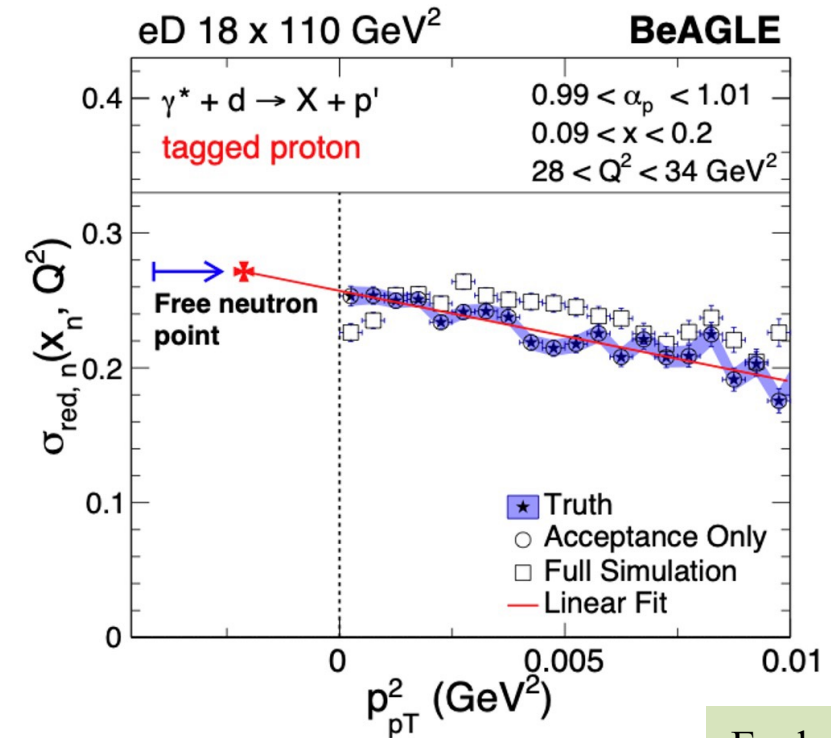 eD 18 x 110 GeV² BeAGLE
γ* + d → X + p'
tagged proton
0.99 < αₚ < 1.01
0.09 < x < 0.2
28 < Q² < 34 GeV²
σ_red, n(xₙ, Q²)
0.4
0.3
0.2
0.1
0
Free neutron
point
Truth
Acceptance Only
Full Simulation
Linear Fit
0 0.005 0.01
p²_pT (GeV²)